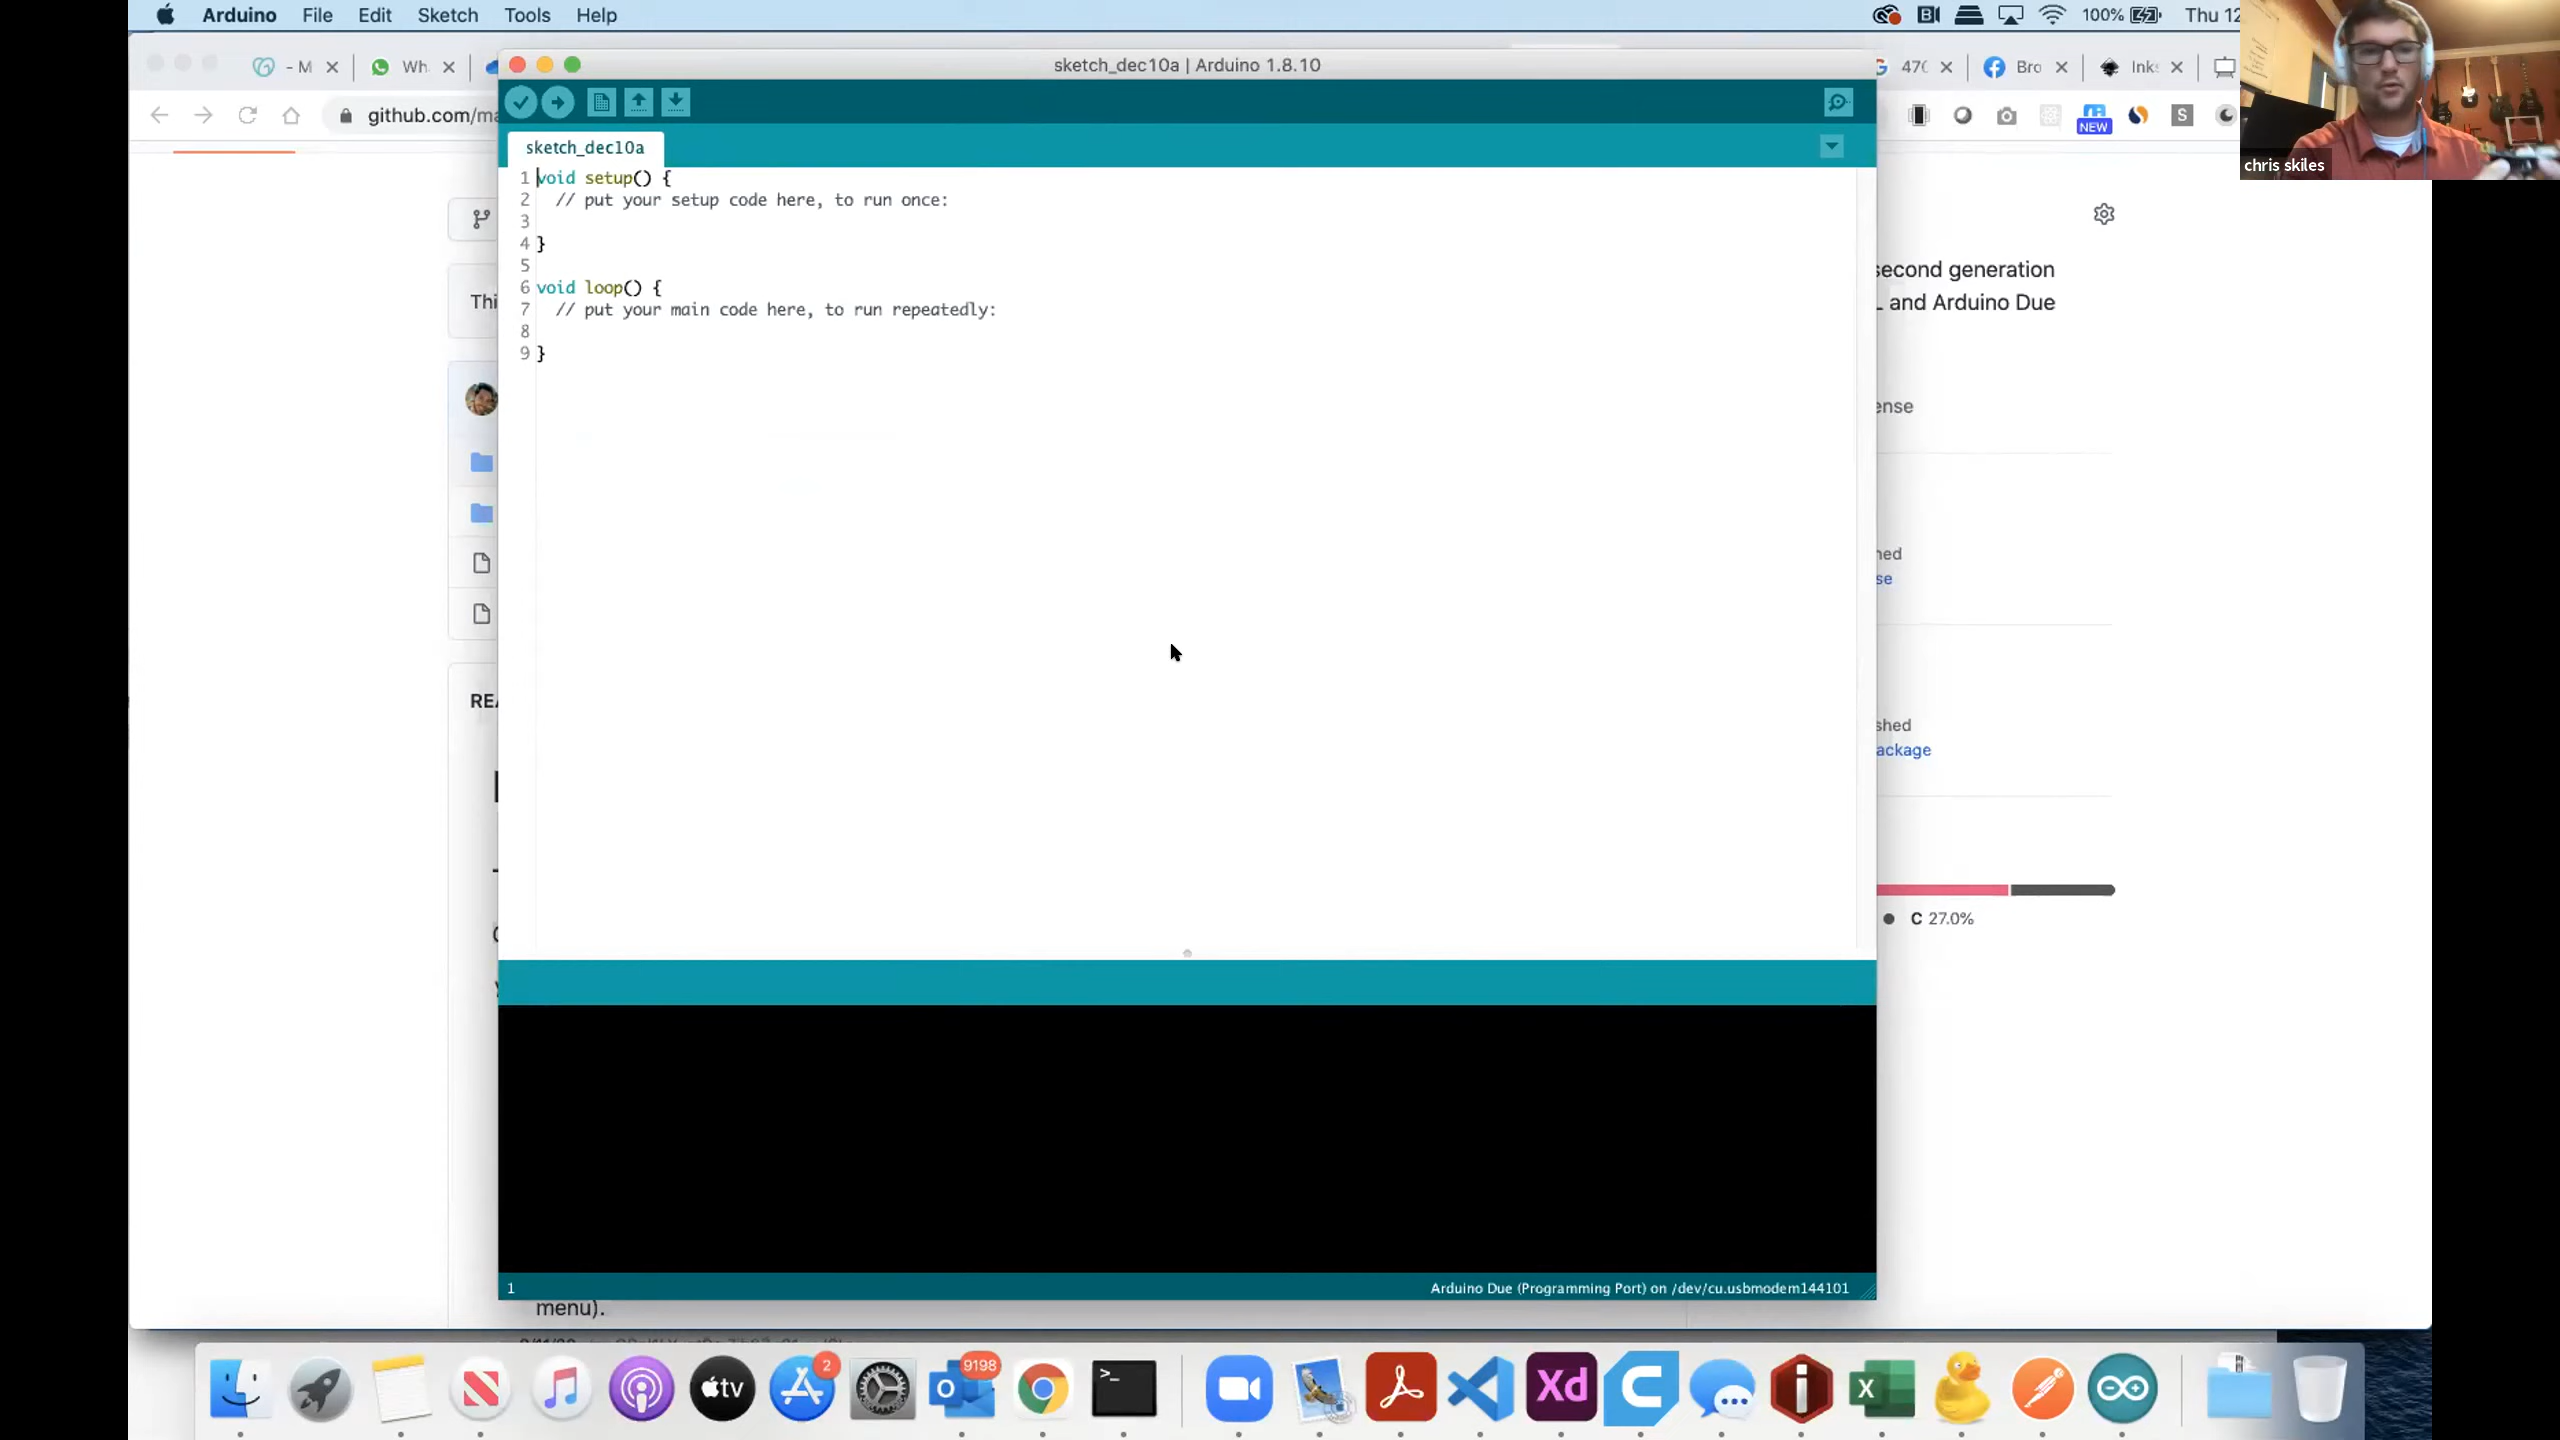 Arduino File Edit Sketch Tools Help
100% Thu 12
chris skiles
- M Wh 47( Bro Ink
sketch_dec10a | Arduino 1.8.10
github.com/ma
NEW
S
sketch_dec10a
1 void setup() {
2 // put your setup code here, to run once:
3
4 }
5
6 void loop() {
7 // put your main code here, to run repeatedly:
8
9 }
second generation
L and Arduino Due
Thi
ense
hed
se
REA
shed
ackage
C 27.0%
1
Arduino Due (Programming Port) on /dev/cu.usbmodem144101
menu).
2
9198
tv
Xd